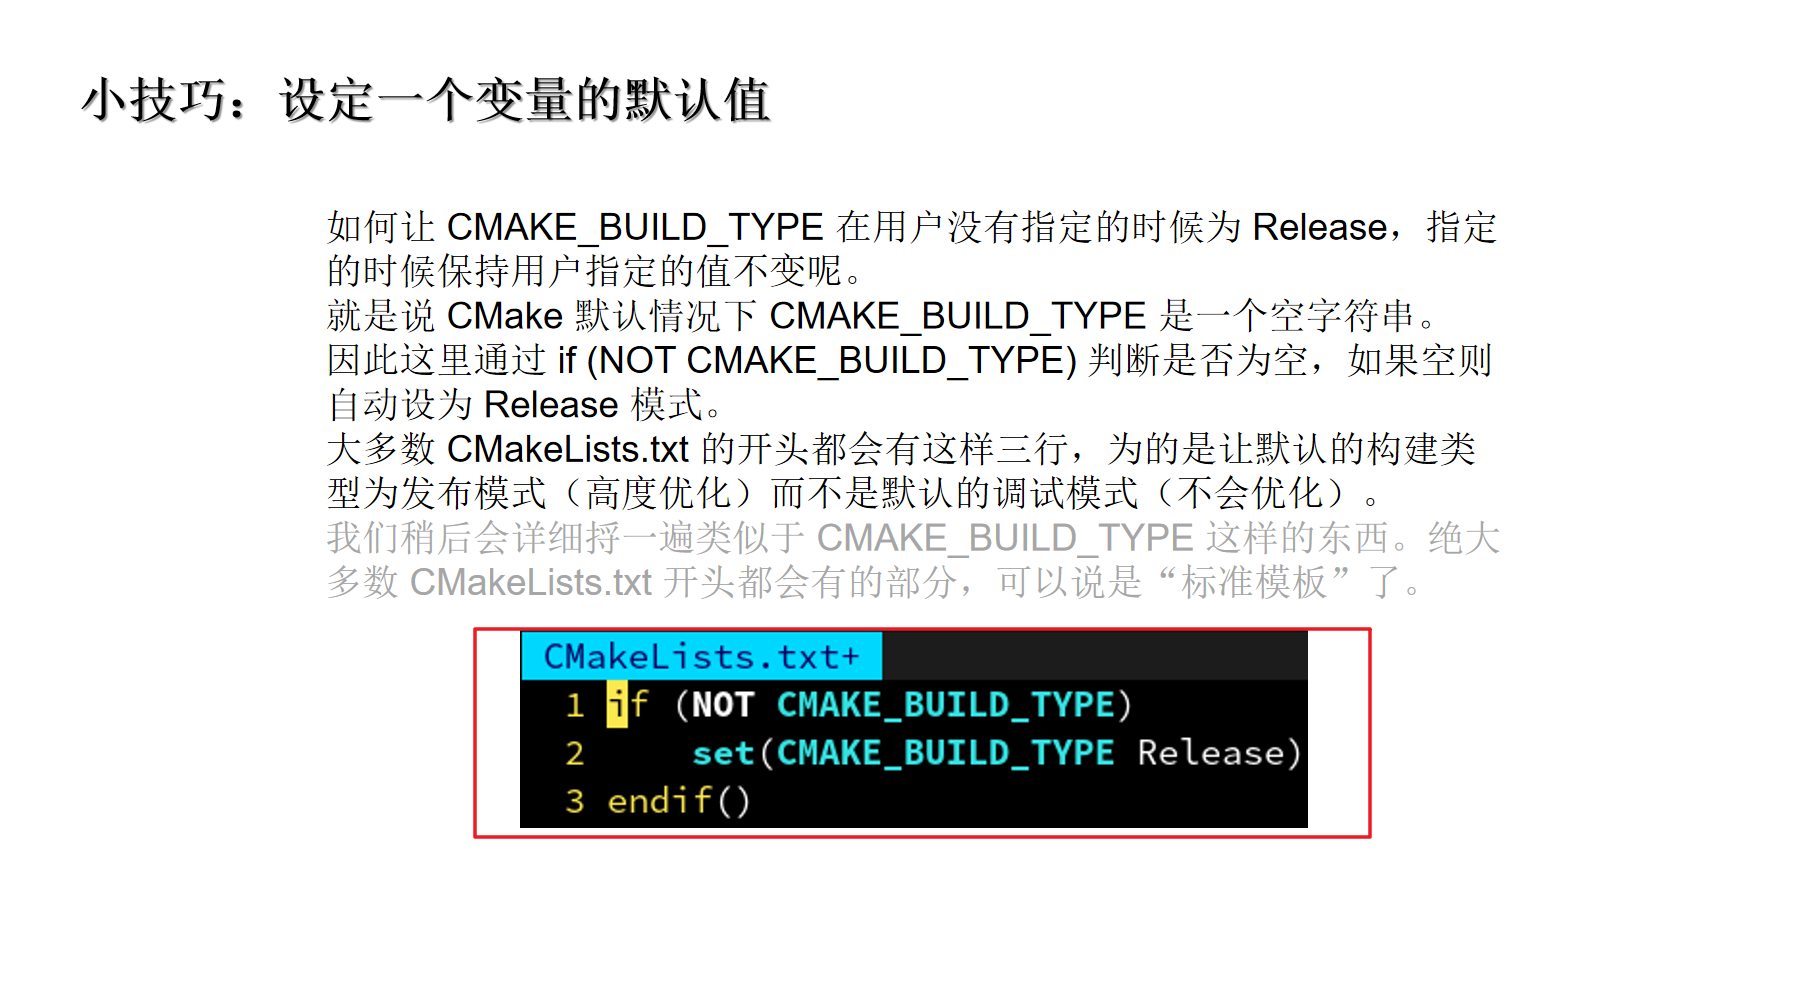 小技巧：设定一个变量的默认值
如何让 CMAKE_BUILD_TYPE 在用户没有指定的时候为 Release，指定
的时候保持用户指定的值不变呢。
就是说 CMake 默认情况下 CMAKE_BUILD_TYPE 是一个空字符串。
因此这里通过 if (NOT CMAKE_BUILD_TYPE) 判断是否为空，如果空则
自动设为 Release 模式。
大多数 CMakeLists.txt 的开头都会有这样三行，为的是让默认的构建类
型为发布模式（高度优化）而不是默认的调试模式（不会优化）。
我们稍后会详细捋一遍类似于 CMAKE_BUILD_TYPE 这样的东西。绝大
多数 CMakeLists.txt 开头都会有的部分，可以说是“标准模板”了。
CMakeLists.txt+
1 if (NOT CMAKE_BUILD_TYPE)
2     set(CMAKE_BUILD_TYPE Release)
3 endif()